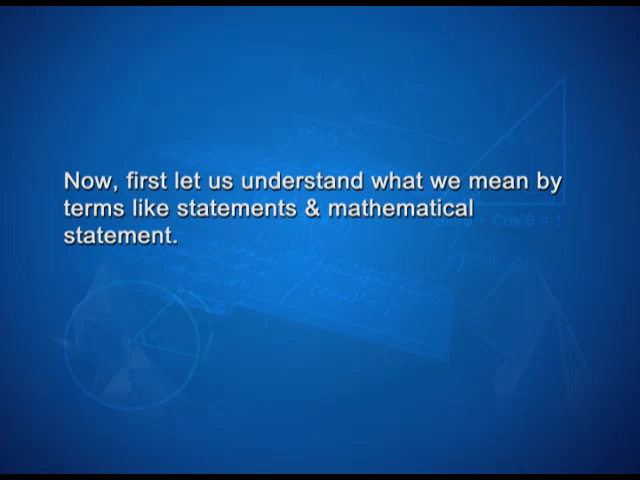 Now, first let us understand what we mean by
terms like statements & mathematical
statement.